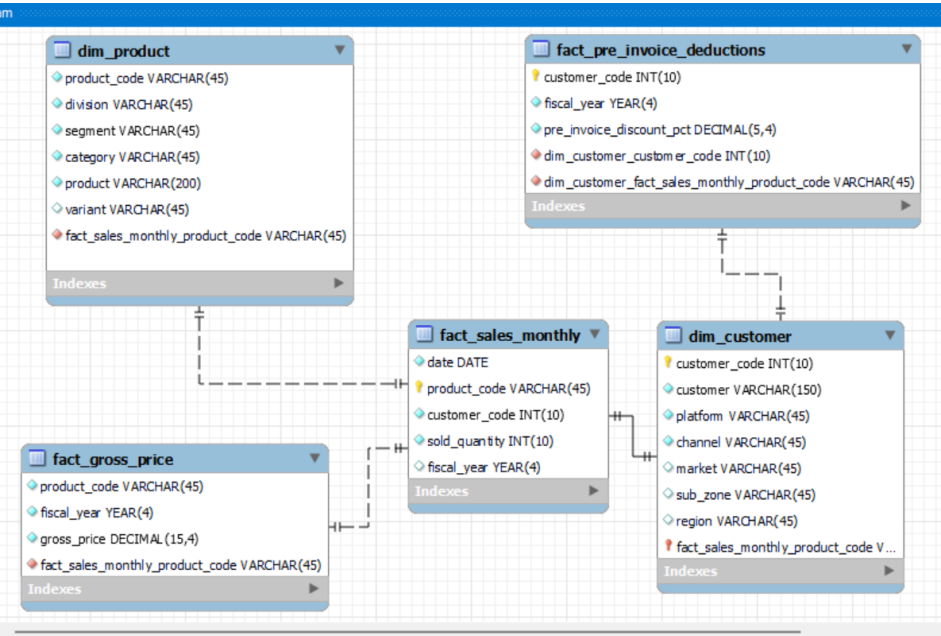 am
dim_product
product_code VARCHAR(45)
division VARCHAR(45)
segment VARCHAR(45)
category VARCHAR(45)
product VARCHAR(200)
variant VARCHAR(45)
fact_sales_monthly_product_code VARCHAR(45)
Indexes
fact_pre_invoice_deductions
customer_code INT(10)
fiscal_year YEAR(4)
pre_invoice_discount_pct DECIMAL(5,4)
dim_customer_customer_code INT(10)
dim_customer_fact_sales_monthly_product_code VARCHAR(45)
Indexes
fact_sales_monthly
date DATE
product_code VARCHAR(45)
customer_code INT(10)
sold_quantity INT(10)
fiscal_year YEAR(4)
Indexes
dim_customer
customer_code INT(10)
customer VARCHAR(150)
platform VARCHAR(45)
channel VARCHAR(45)
market VARCHAR(45)
sub_zone VARCHAR(45)
region VARCHAR(45)
fact_sales_monthly_product_code V...
Indexes
fact_gross_price
product_code VARCHAR(45)
fiscal_year YEAR(4)
gross_price DECIMAL(15,4)
fact_sales_monthly_product_code VARCHAR(45)
Indexes